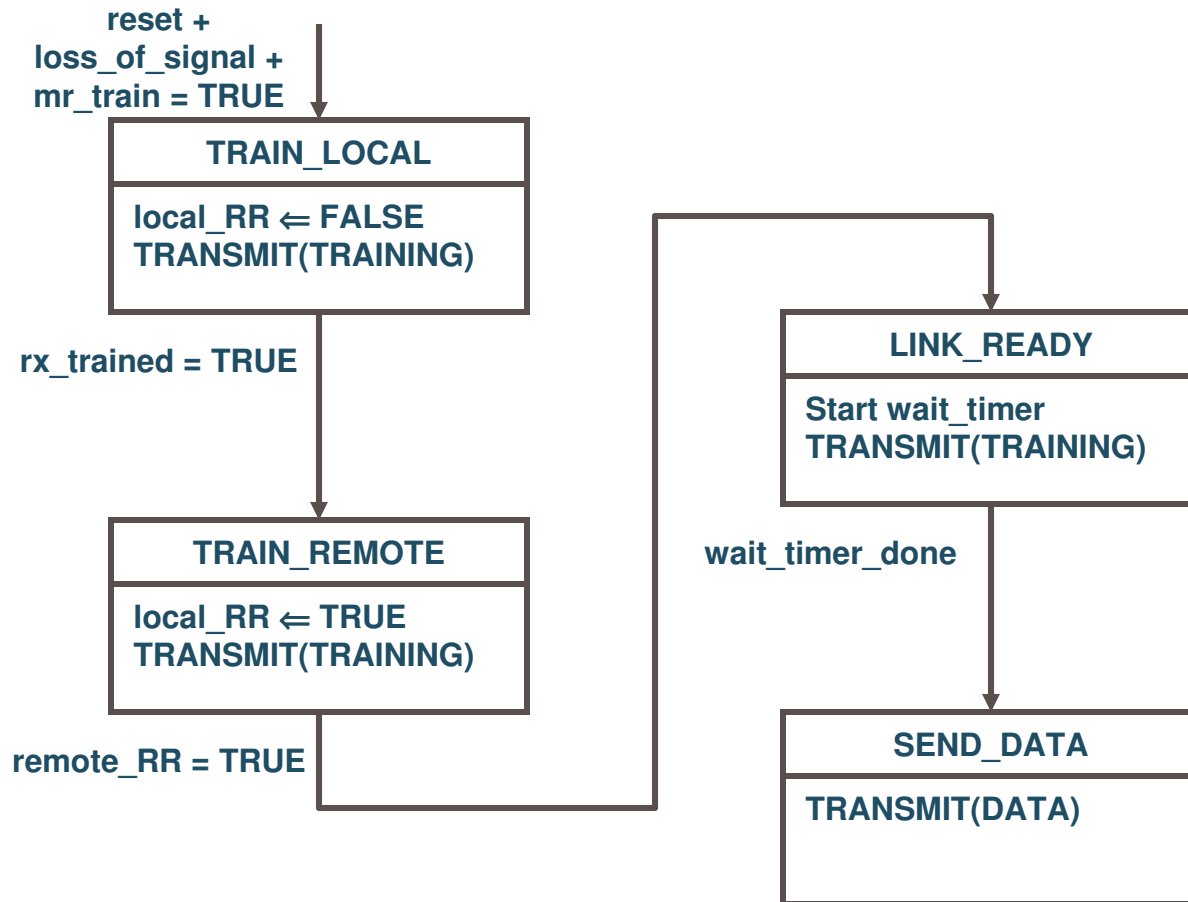 reset +
loss_of_signal +
mr_train = TRUE
TRAIN_LOCAL
local_RR ⇐ FALSE
TRANSMIT(TRAINING)
rx_trained = TRUE
TRAIN_REMOTE
local_RR ⇐ TRUE
TRANSMIT(TRAINING)
remote_RR = TRUE
LINK_READY
Start wait_timer
TRANSMIT(TRAINING)
wait_timer_done
SEND_DATA
TRANSMIT(DATA)